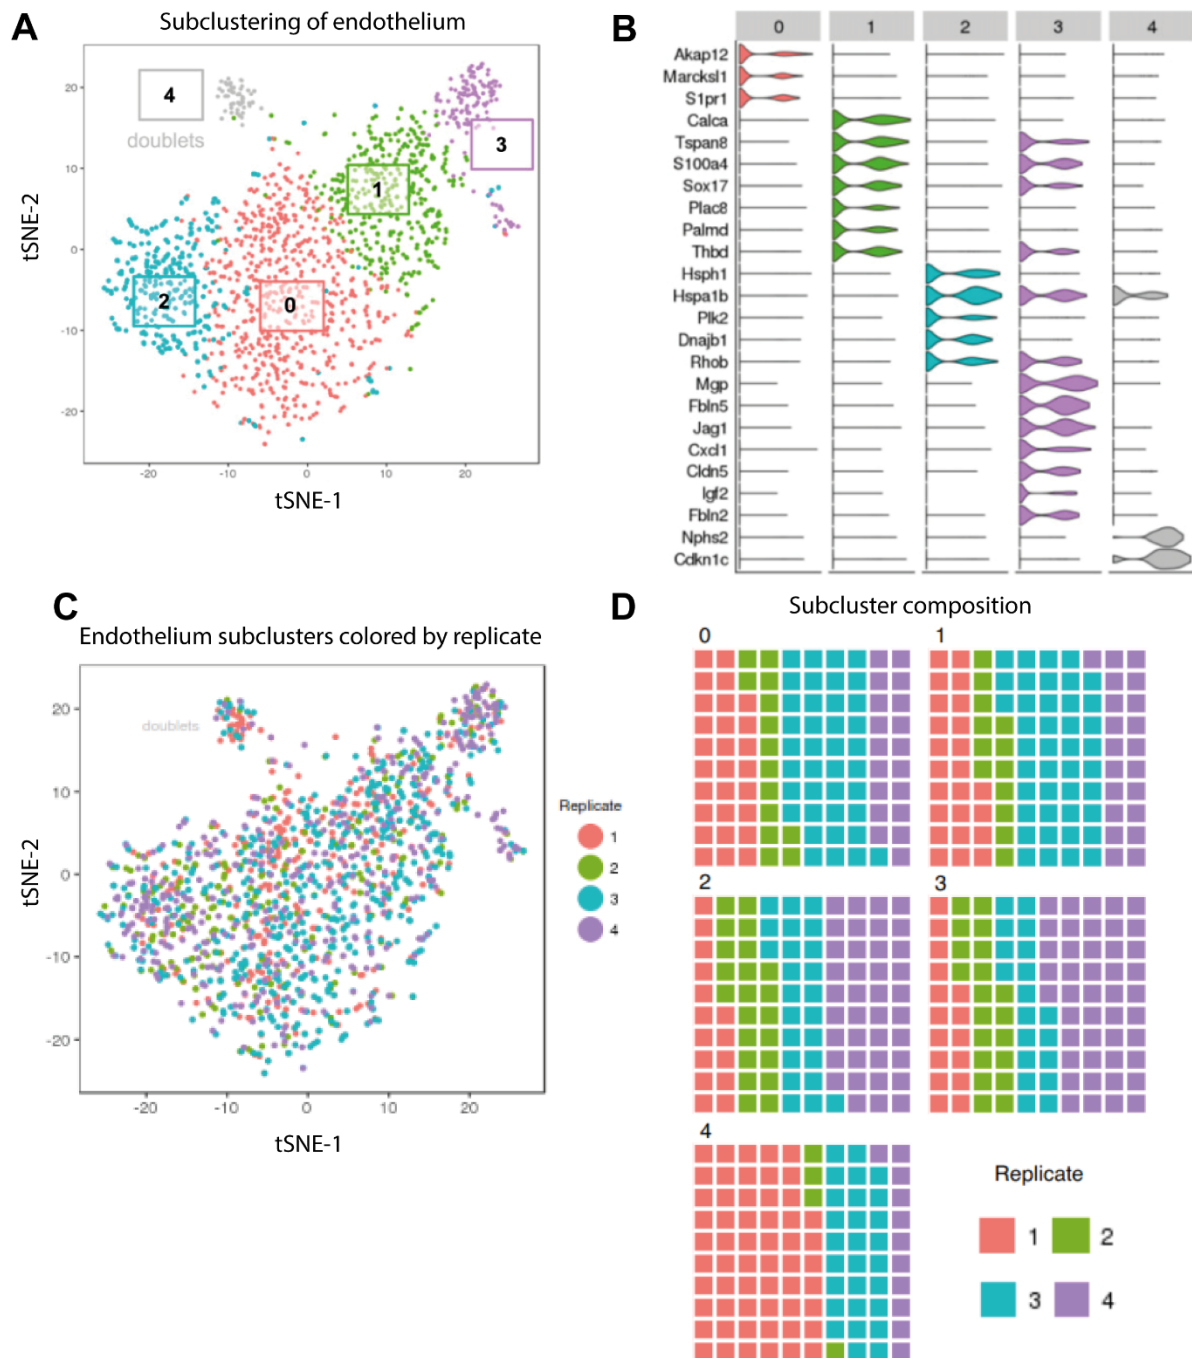 A
Subclustering of endothelium
4
doublets
3
1
2
0
20
10
0
-10
-20
-20
-10
0
10
20
tSNE-2
tSNE-1
B
0 1 2 3 4
Akap12
Marcksl1
S1pr1
Calca
Tspan8
S100a4
Sox17
Plac8
Palmd
Thbd
Hsph1
Hspa1b
Plk2
Dnajb1
Rhob
Mgp
Fbln5
Jag1
Cxcl1
Cldn5
Igf2
Fbln2
Nphs2
Cdkn1c
C
Endothelium subclusters colored by replicate
doublets
20
10
0
-10
-20
-20
-10
0
10
20
tSNE-2
tSNE-1
Replicate
1
2
3
4
D
Subcluster composition
0
1
2
3
4
Replicate
1 2
3 4